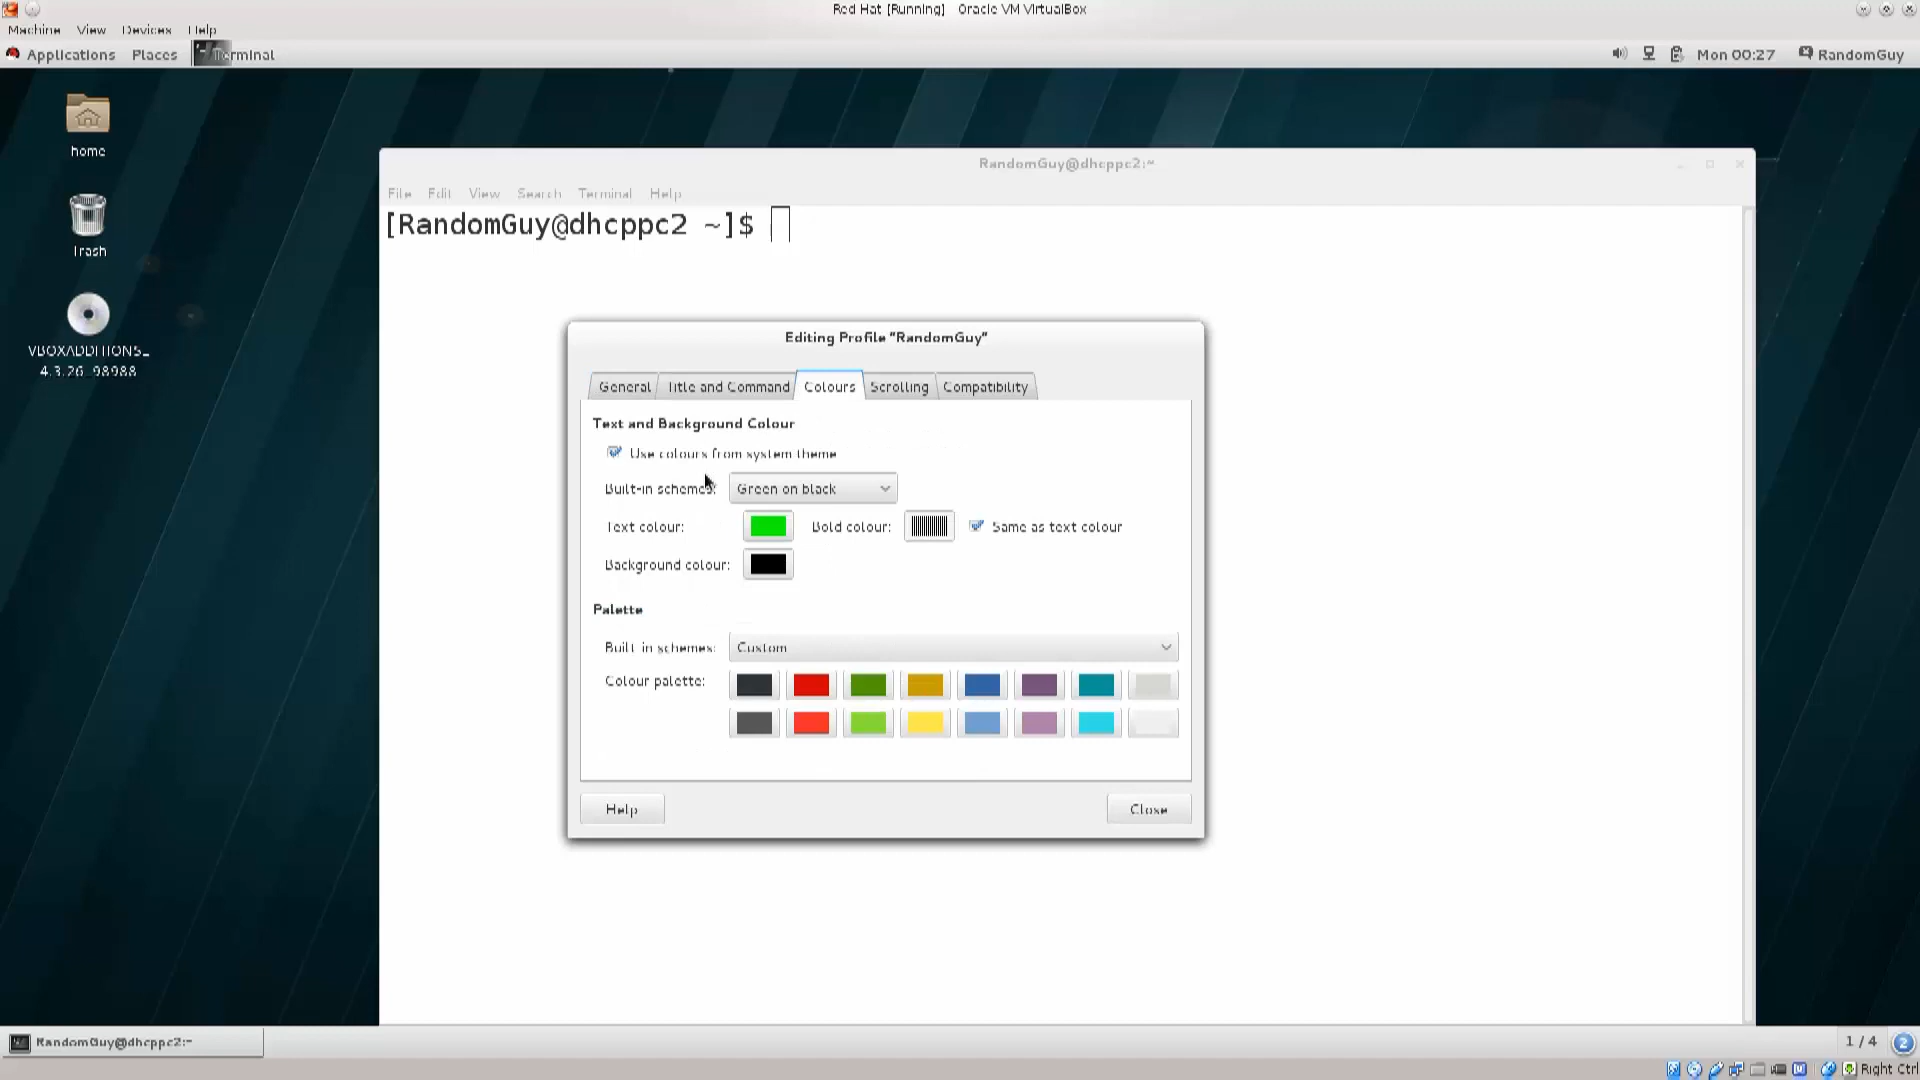 Red Hat [Running]   Oracle VM VirtualBox
Machine View Devices Help
Applications Places Terminal Mon 00:27 RandomGuy
home
Trash
VBOXADDITIONS_
4.3.26_98988
RandomGuy@dhcppc2:~
File Edit View Search Terminal Help
[RandomGuy@dhcppc2 ~]$
Editing Profile "RandomGuy"
General Title and Command Colours Scrolling Compatibility
Text and Background Colour
Use colours from system theme
Built-in schemes: Green on black
Text colour: Bold colour: Same as text colour
Background colour:
Palette
Built-in schemes: Custom
Colour palette:
Help Close
RandomGuy@dhcppc2:~ 1 / 4 2
Right Ctrl